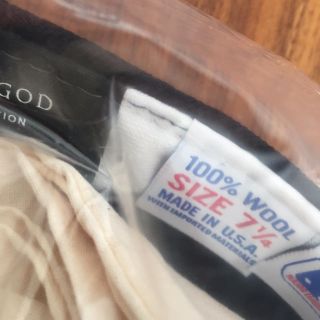 GOD
TION
100% WOOL
SIZE 7¼
MADE IN U.S.A.
WITH IMPORTED MATERIALS